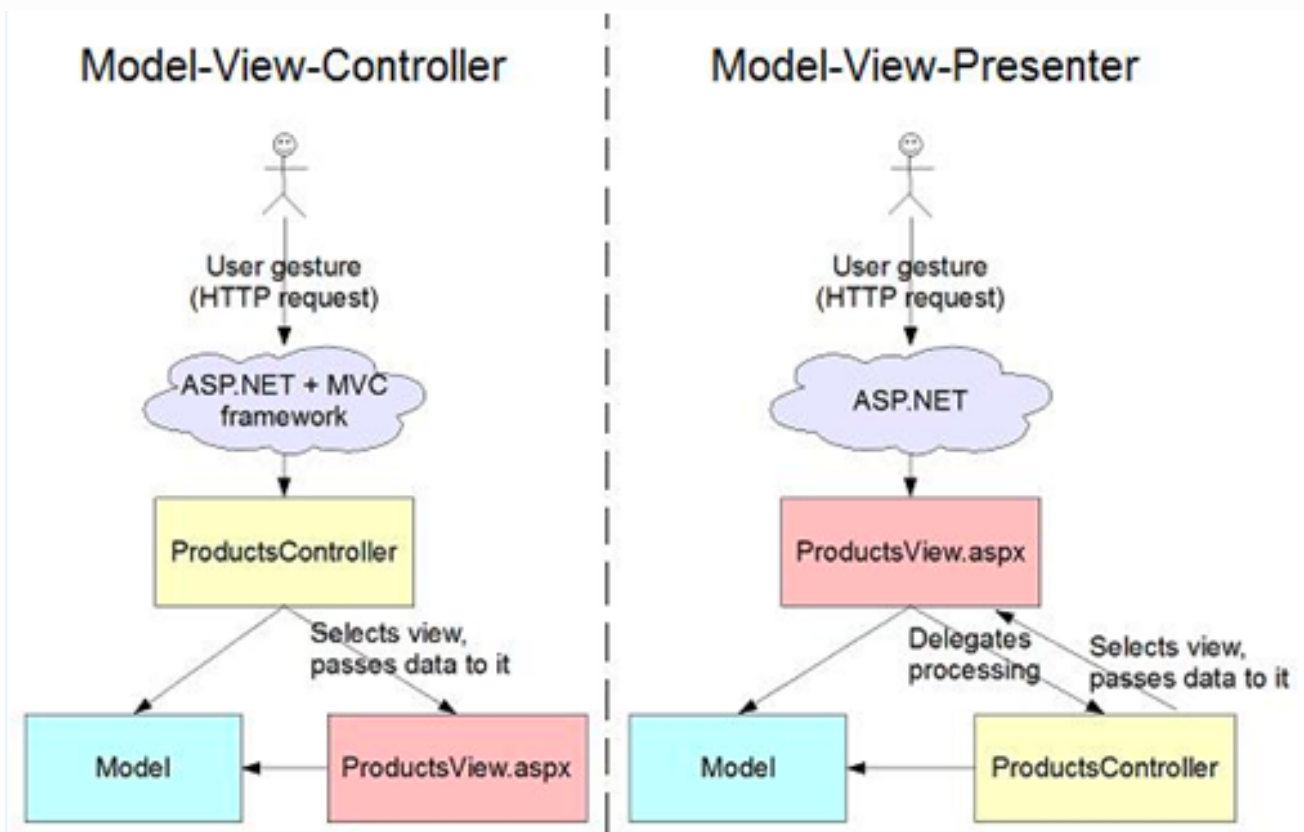 Model-View-Controller
User gesture
(HTTP request)
ASP.NET + MVC
framework
ProductsController
Selects view,
passes data to it
Model
ProductsView.aspx
Model-View-Presenter
User gesture
(HTTP request)
ASP.NET
ProductsView.aspx
Delegates
processing
Selects view,
passes data to it
Model
ProductsController